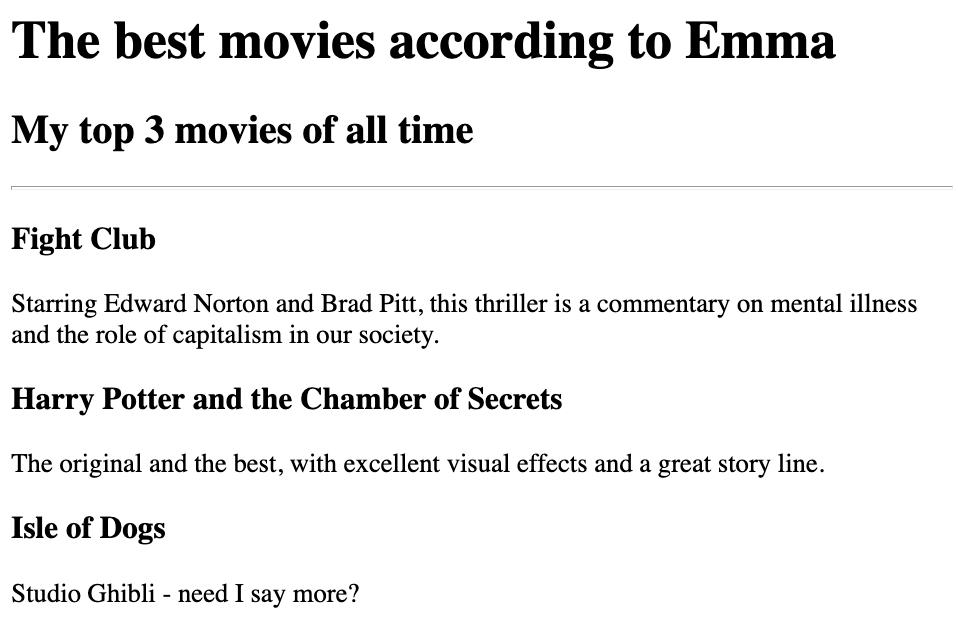 The best movies according to Emma
My top 3 movies of all time
Fight Club
Starring Edward Norton and Brad Pitt, this thriller is a commentary on mental illness
and the role of capitalism in our society.
Harry Potter and the Chamber of Secrets
The original and the best, with excellent visual effects and a great story line.
Isle of Dogs
Studio Ghibli - need I say more?